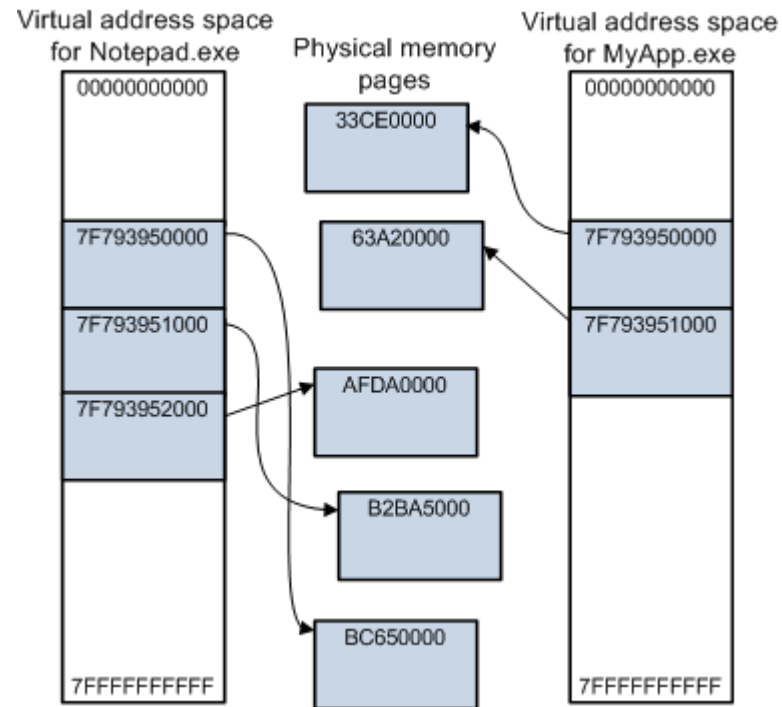 Virtual address space
for Notepad.exe
00000000000
7F793950000
7F793951000
7F793952000
7FFFFFFFFFF
Physical memory
pages
33CE0000
63A20000
AFDA0000
B2BA5000
BC650000
Virtual address space
for MyApp.exe
00000000000
7F793950000
7F793951000
7FFFFFFFFFF